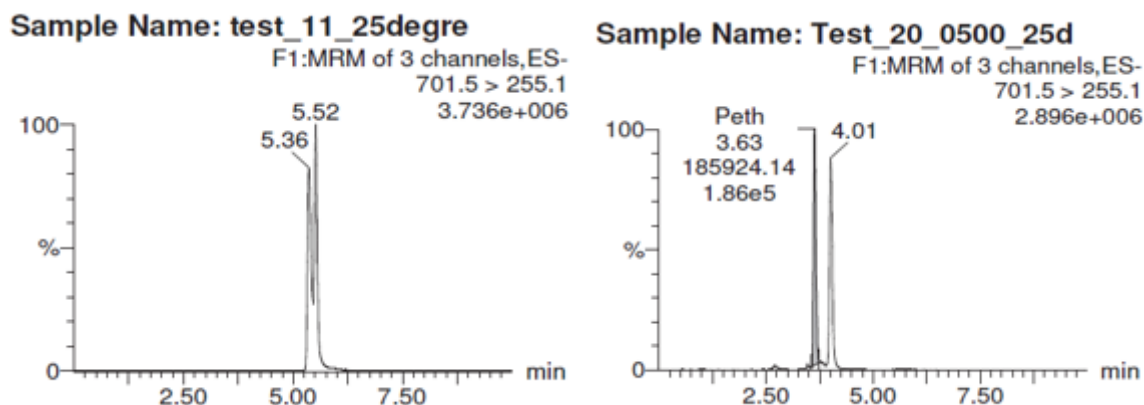 Sample Name: test_11_25degre
F1:MRM of 3 channels,ES-
701.5 > 255.1
3.736e+006
5.52
5.36
100
%
0
2.50 5.00 7.50
min
Sample Name: Test_20_0500_25d
F1:MRM of 3 channels,ES-
701.5 > 255.1
2.896e+006
Peth
3.63
185924.14
1.86e5
4.01
100
%
0
2.50 5.00 7.50
min